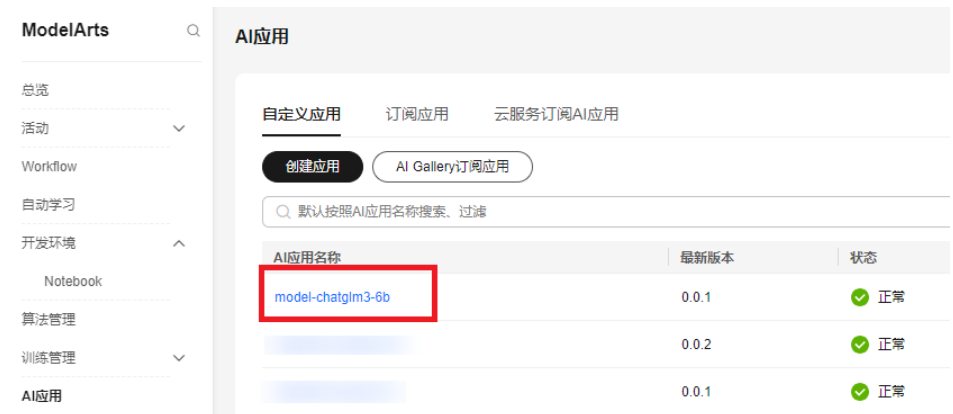 ModelArts
总览
活动
Workflow
自动学习
开发环境
Notebook
算法管理
训练管理
AI应用
AI应用
自定义应用 订阅应用 云服务订阅AI应用
创建应用 AI Gallery订阅应用
默认按照AI应用名称搜索、过滤
AI应用名称 最新版本 状态
model-chatglm3-6b 0.0.1 正常
0.0.2 正常
0.0.1 正常